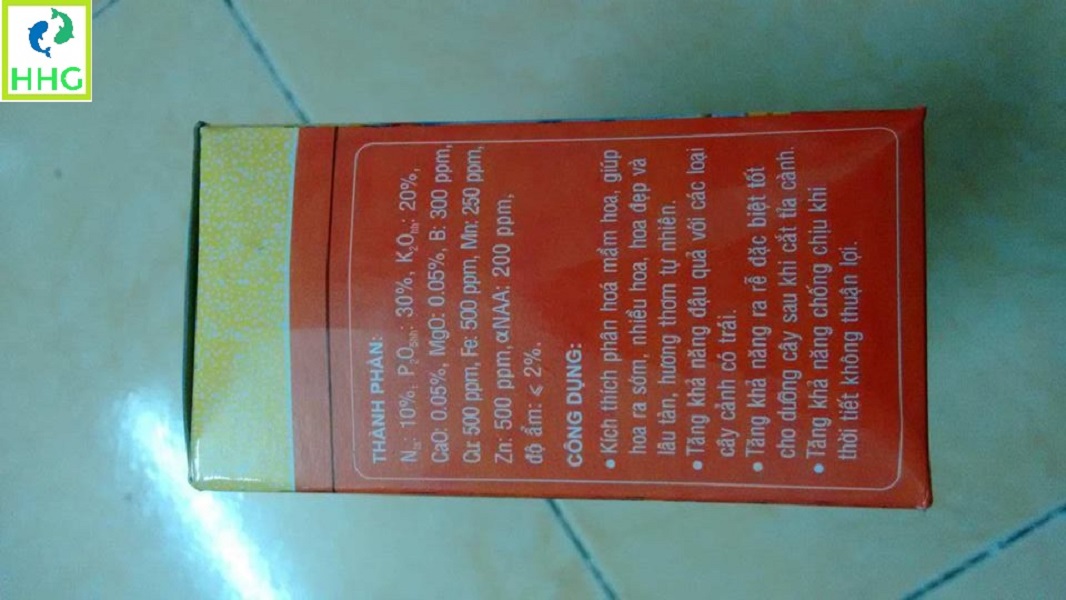 HHG
THÀNH PHẦN:
Nts: 10%, P2O5hh: 30%, K2Ohh: 20%,
CaO: 0.05%, MgO: 0.05%, B: 300 ppm,
Cu: 500 ppm, Fe: 500 ppm, Mn: 250 ppm,
Zn: 500 ppm, αNAA: 200 ppm,
độ ẩm: ⩽ 2%.
CÔNG DỤNG:
• Kích thích phân hoá mầm hoa, giúp
hoa ra sớm, nhiều hoa, hoa đẹp và
lâu tàn, hương thơm tự nhiên.
• Tăng khả năng đậu quả với các loại
cây cảnh có trái.
• Tăng khả năng ra rễ đặc biệt tốt
cho dưỡng cây sau khi cắt tỉa cành.
• Tăng khả năng chống chịu khi
thời tiết không thuận lợi.